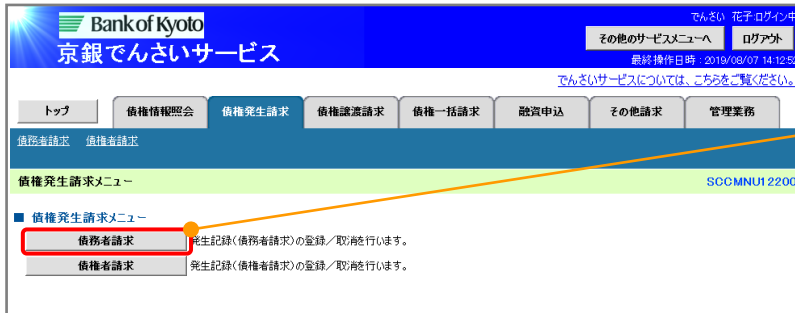 Bank of Kyoto
京銀でんさいサービス
でんさい 花子:ログイン中
その他のサービスメニューへ ログアウト
最終操作日時:2019/08/07 14:12:52
でんさいサービスについては、こちらをご覧ください。
トップ 債権情報照会 債権発生請求 債権譲渡請求 債権一括請求 融資申込 その他請求 管理業務
債務者請求 債権者請求
債権発生請求メニュー SCCMNU12200
■ 債権発生請求メニュー
債務者請求 発生記録(債務者請求)の登録/取消を行います。
債権者請求 発生記録(債権者請求)の登録/取消を行います。